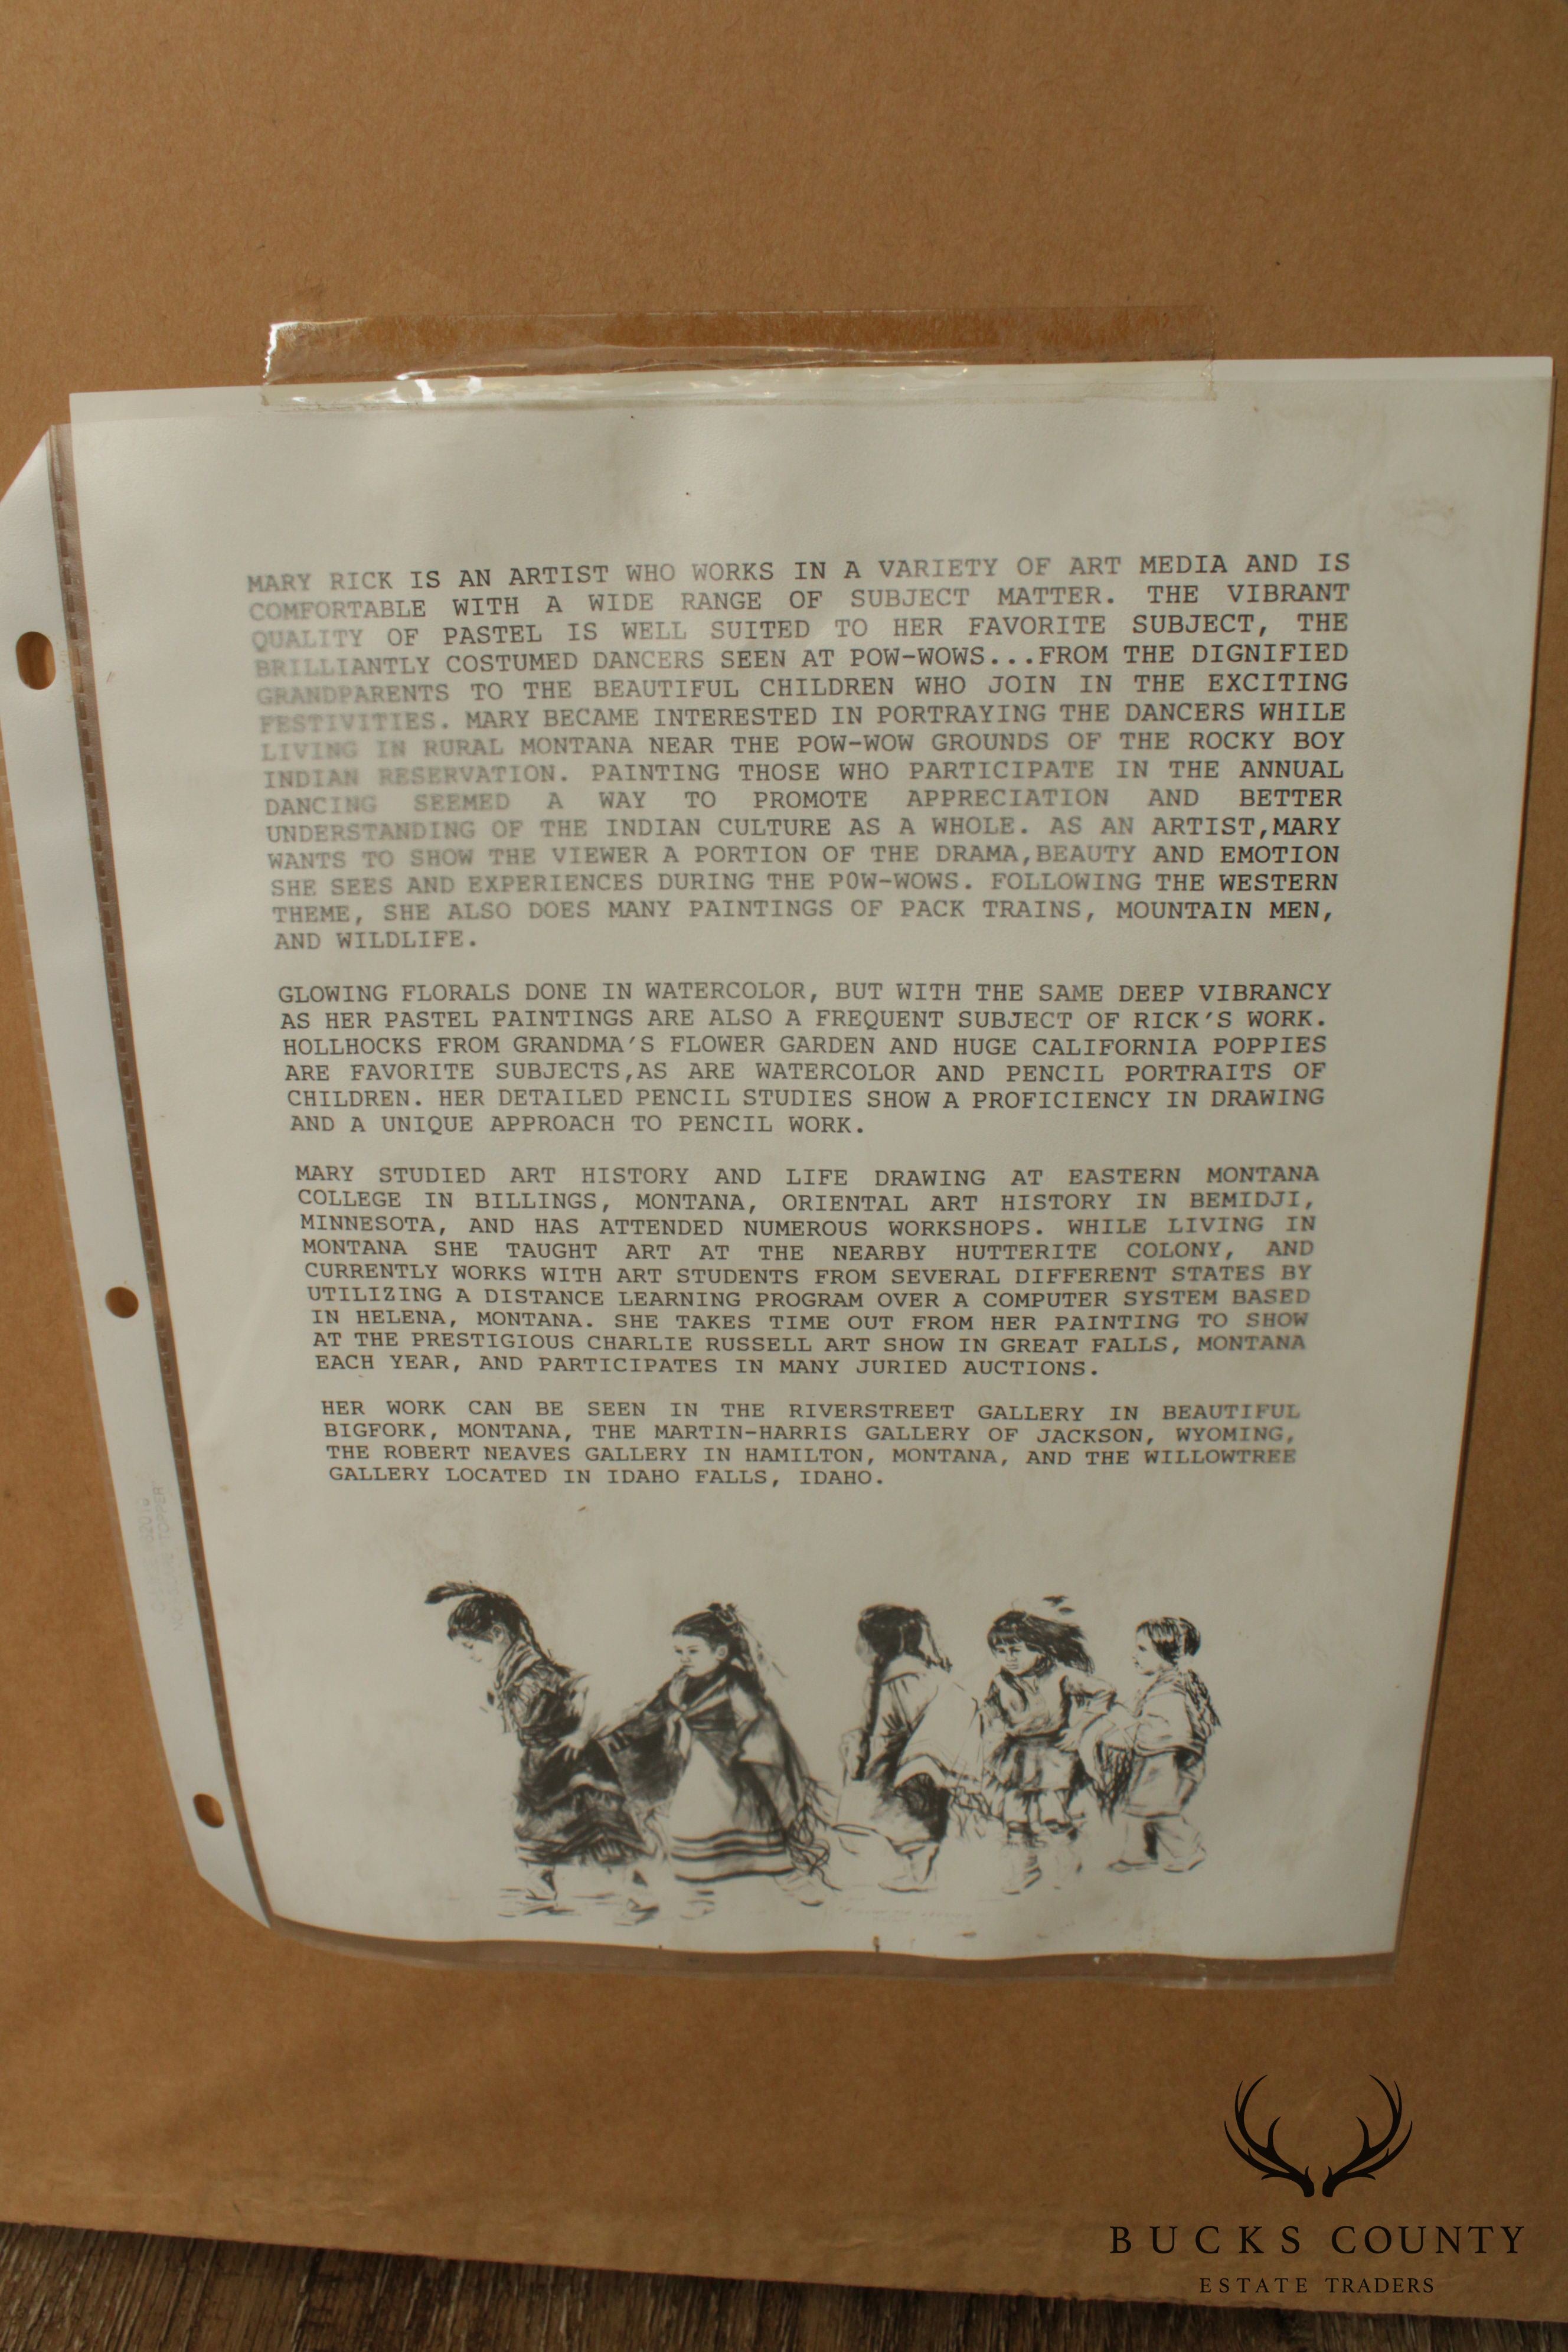 MARY RICK IS AN ARTIST WHO WORKS IN A VARIETY OF ART MEDIA AND IS
COMFORTABLE WITH A WIDE RANGE OF SUBJECT MATTER. THE VIBRANT
QUALITY OF PASTEL IS WELL SUITED TO HER FAVORITE SUBJECT, THE
BRILLIANTLY COSTUMED DANCERS SEEN AT POW-WOWS...FROM THE DIGNIFIED
GRANDPARENTS TO THE BEAUTIFUL CHILDREN WHO JOIN IN THE EXCITING
FESTIVITIES. MARY BECAME INTERESTED IN PORTRAYING THE DANCERS WHILE
LIVING IN RURAL MONTANA NEAR THE POW-WOW GROUNDS OF THE ROCKY BOY
INDIAN RESERVATION. PAINTING THOSE WHO PARTICIPATE IN THE ANNUAL
DANCING SEEMED A WAY TO PROMOTE APPRECIATION AND BETTER
UNDERSTANDING OF THE INDIAN CULTURE AS A WHOLE. AS AN ARTIST,MARY
WANTS TO SHOW THE VIEWER A PORTION OF THE DRAMA,BEAUTY AND EMOTION
SHE SEES AND EXPERIENCES DURING THE POW-WOWS. FOLLOWING THE WESTERN
THEME, SHE ALSO DOES MANY PAINTINGS OF PACK TRAINS, MOUNTAIN MEN,
AND WILDLIFE.
GLOWING FLORALS DONE IN WATERCOLOR, BUT WITH THE SAME DEEP VIBRANCY
AS HER PASTEL PAINTINGS ARE ALSO A FREQUENT SUBJECT OF RICK'S WORK.
HOLLHOCKS FROM GRANDMA'S FLOWER GARDEN AND HUGE CALIFORNIA POPPIES
ARE FAVORITE SUBJECTS,AS ARE WATERCOLOR AND PENCIL PORTRAITS OF
CHILDREN. HER DETAILED PENCIL STUDIES SHOW A PROFICIENCY IN DRAWING
AND A UNIQUE APPROACH TO PENCIL WORK.
MARY STUDIED ART HISTORY AND LIFE DRAWING AT EASTERN MONTANA
COLLEGE IN BILLINGS, MONTANA, ORIENTAL ART HISTORY IN BEMIDJI,
MINNESOTA, AND HAS ATTENDED NUMEROUS WORKSHOPS. WHILE LIVING IN
MONTANA SHE TAUGHT ART AT THE NEARBY HUTTERITE COLONY, AND
CURRENTLY WORKS WITH ART STUDENTS FROM SEVERAL DIFFERENT STATES BY
UTILIZING A DISTANCE LEARNING PROGRAM OVER A COMPUTER SYSTEM BASED
IN HELENA, MONTANA. SHE TAKES TIME OUT FROM HER PAINTING TO SHOW
AT THE PRESTIGIOUS CHARLIE RUSSELL ART SHOW IN GREAT FALLS, MONTANA
EACH YEAR, AND PARTICIPATES IN MANY JURIED AUCTIONS.
HER WORK CAN BE SEEN IN THE RIVERSTREET GALLERY IN BEAUTIFUL
BIGFORK, MONTANA, THE MARTIN-HARRIS GALLERY OF JACKSON, WYOMING,
THE ROBERT NEAVES GALLERY IN HAMILTON, MONTANA, AND THE WILLOWTREE
GALLERY LOCATED IN IDAHO FALLS, IDAHO.
BUCKS COUNTY
ESTATE TRADERS